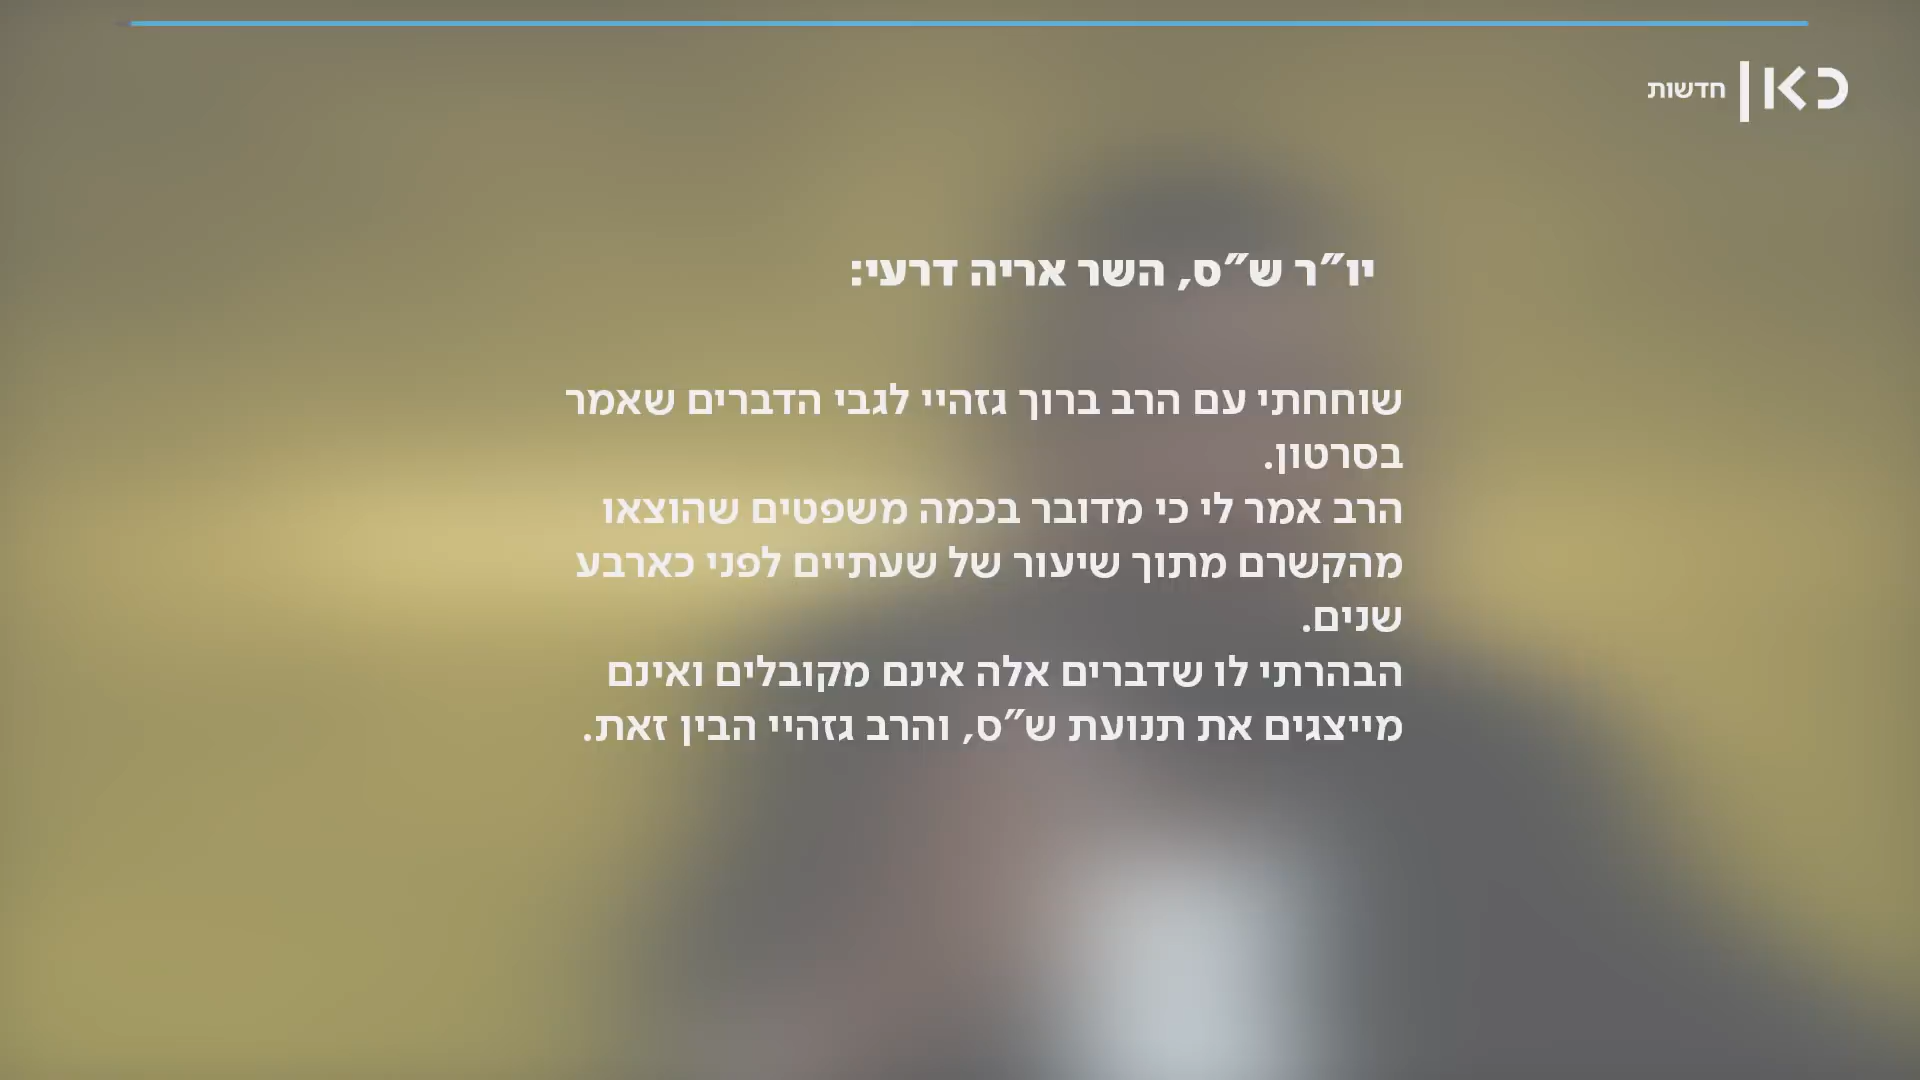 כאן חדשות
יו״ר ש״ס, השר אריה דרעי:
שוחחתי עם הרב ברוך גזהיי לגבי הדברים שאמר
בסרטון.
הרב אמר לי כי מדובר בכמה משפטים שהוצאו
מהקשרם מתוך שיעור של שעתיים לפני כארבע
שנים.
הבהרתי לו שדברים אלה אינם מקובלים ואינם
מייצגים את תנועת ש״ס, והרב גזהיי הבין זאת.